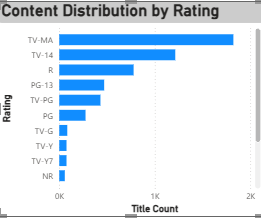 Content Distribution by Rating
TV-MA
TV-14
R
PG-13
TV-PG
PG
TV-G
TV-Y
TV-Y7
NR
Rating
0K 1K 2K
Title Count